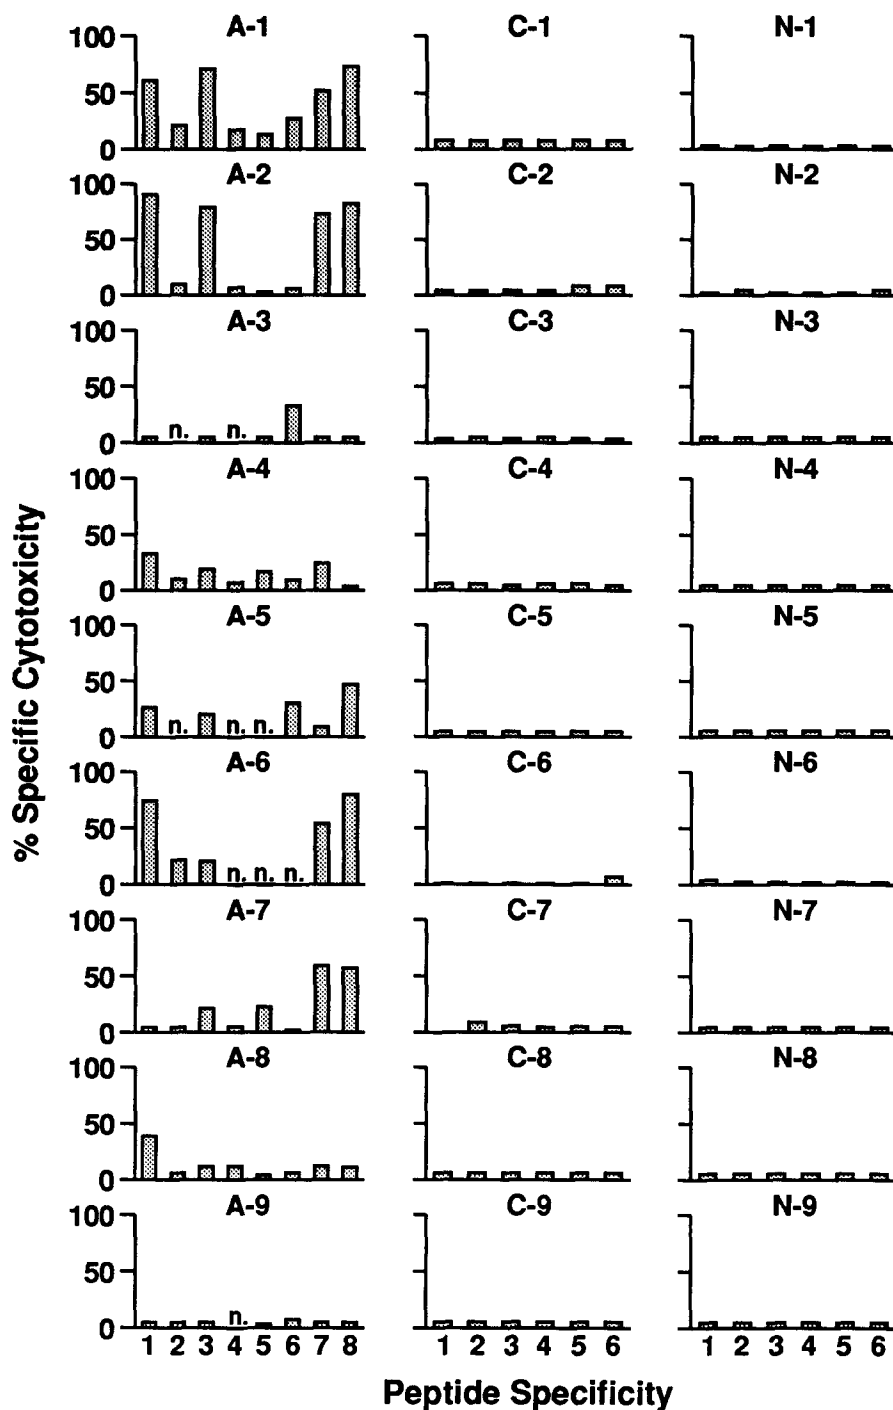 % Specific Cytotoxicity
A-1 C-1 N-1
100
50
0
A-2 C-2 N-2
100
50
0
A-3 C-3 N-3
100
50
n. n.
0
A-4 C-4 N-4
100
50
0
A-5 C-5 N-5
100
50
n. n. n.
0
A-6 C-6 N-6
100
50
n. n. n.
0
A-7 C-7 N-7
100
50
0
A-8 C-8 N-8
100
50
0
A-9 C-9 N-9
100
50
n.
0
1 2 3 4 5 6 7 8 1 2 3 4 5 6 1 2 3 4 5 6
Peptide Specificity